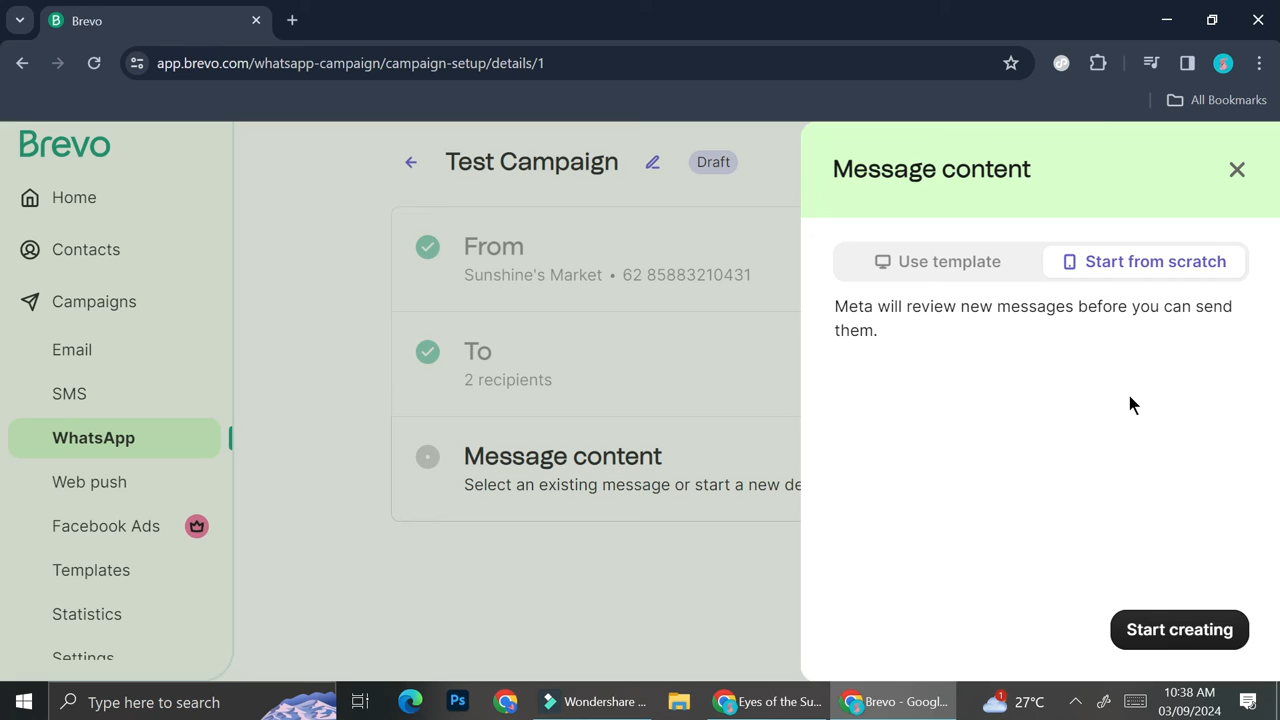 Brevo
app.brevo.com/whatsapp-campaign/campaign-setup/details/1
All Bookmarks
Brevo
Home
Contacts
Campaigns
Email
SMS
WhatsApp
Web push
Facebook Ads
Templates
Statistics
Settings
Test Campaign
Draft
From
Sunshine's Market • 62 85883210431
To
2 recipients
Message content
Select an existing message or start a new de
Message content
Use template
Start from scratch
Meta will review new messages before you can send
them.
Start creating
Type here to search
Ps
Wondershare ...
Eyes of the Su...
Brevo - Googl...
1
27°C
10:38 AM
03/09/2024